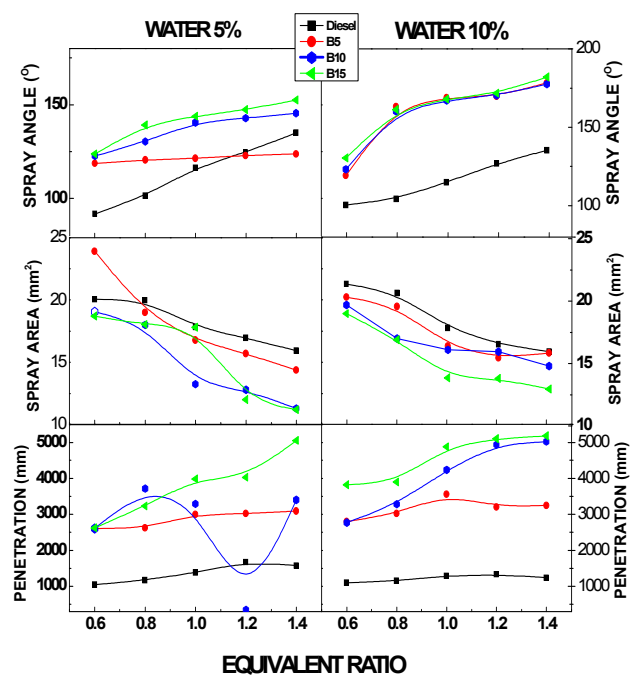 WATER 5%
WATER 10%
Diesel
B5
B10
B15
SPRAY ANGLE (O)
150
100
200
150
100
SPRAY ANGLE (O)
SPRAY AREA (mm2)
25
20
15
10
25
20
15
10
SPRAY AREA (mm2)
PENETRATION (mm)
5000
4000
3000
2000
1000
5000
4000
3000
2000
1000
PENETRATION (mm)
0.6 0.8 1.0 1.2 1.4
0.6 0.8 1.0 1.2 1.4
EQUIVALENT RATIO